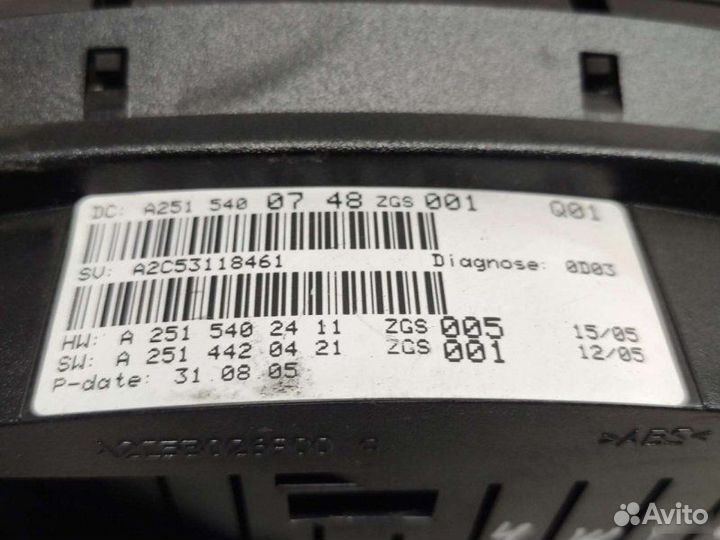 DC: A251 540 07 48 ZGS 001 Q01
SV: A2C53118461 Diagnose: 0D03
HW: A 251 540 24 11 ZGS 005 15/05
SW: A 251 442 04 21 ZGS 001 12/05
P-date: 31 08 05
>ABS<
Avito